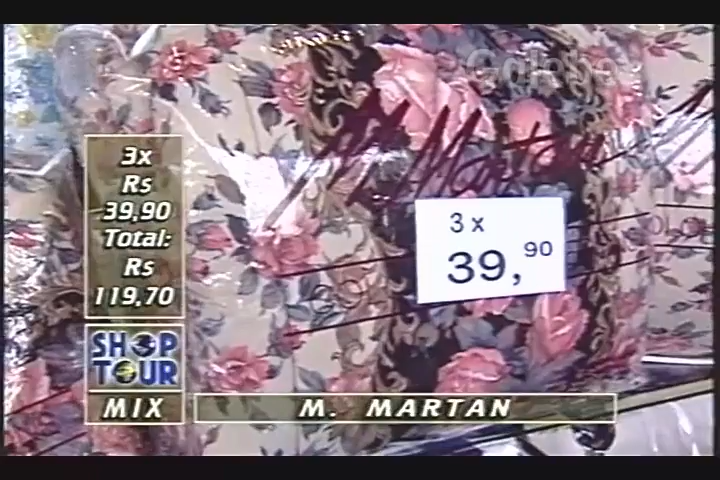 3x
Rs
39,90
Total:
Rs
119,70
SHOP
TOUR
MIX
M. MARTAN
M. Martan
3 x
39,90